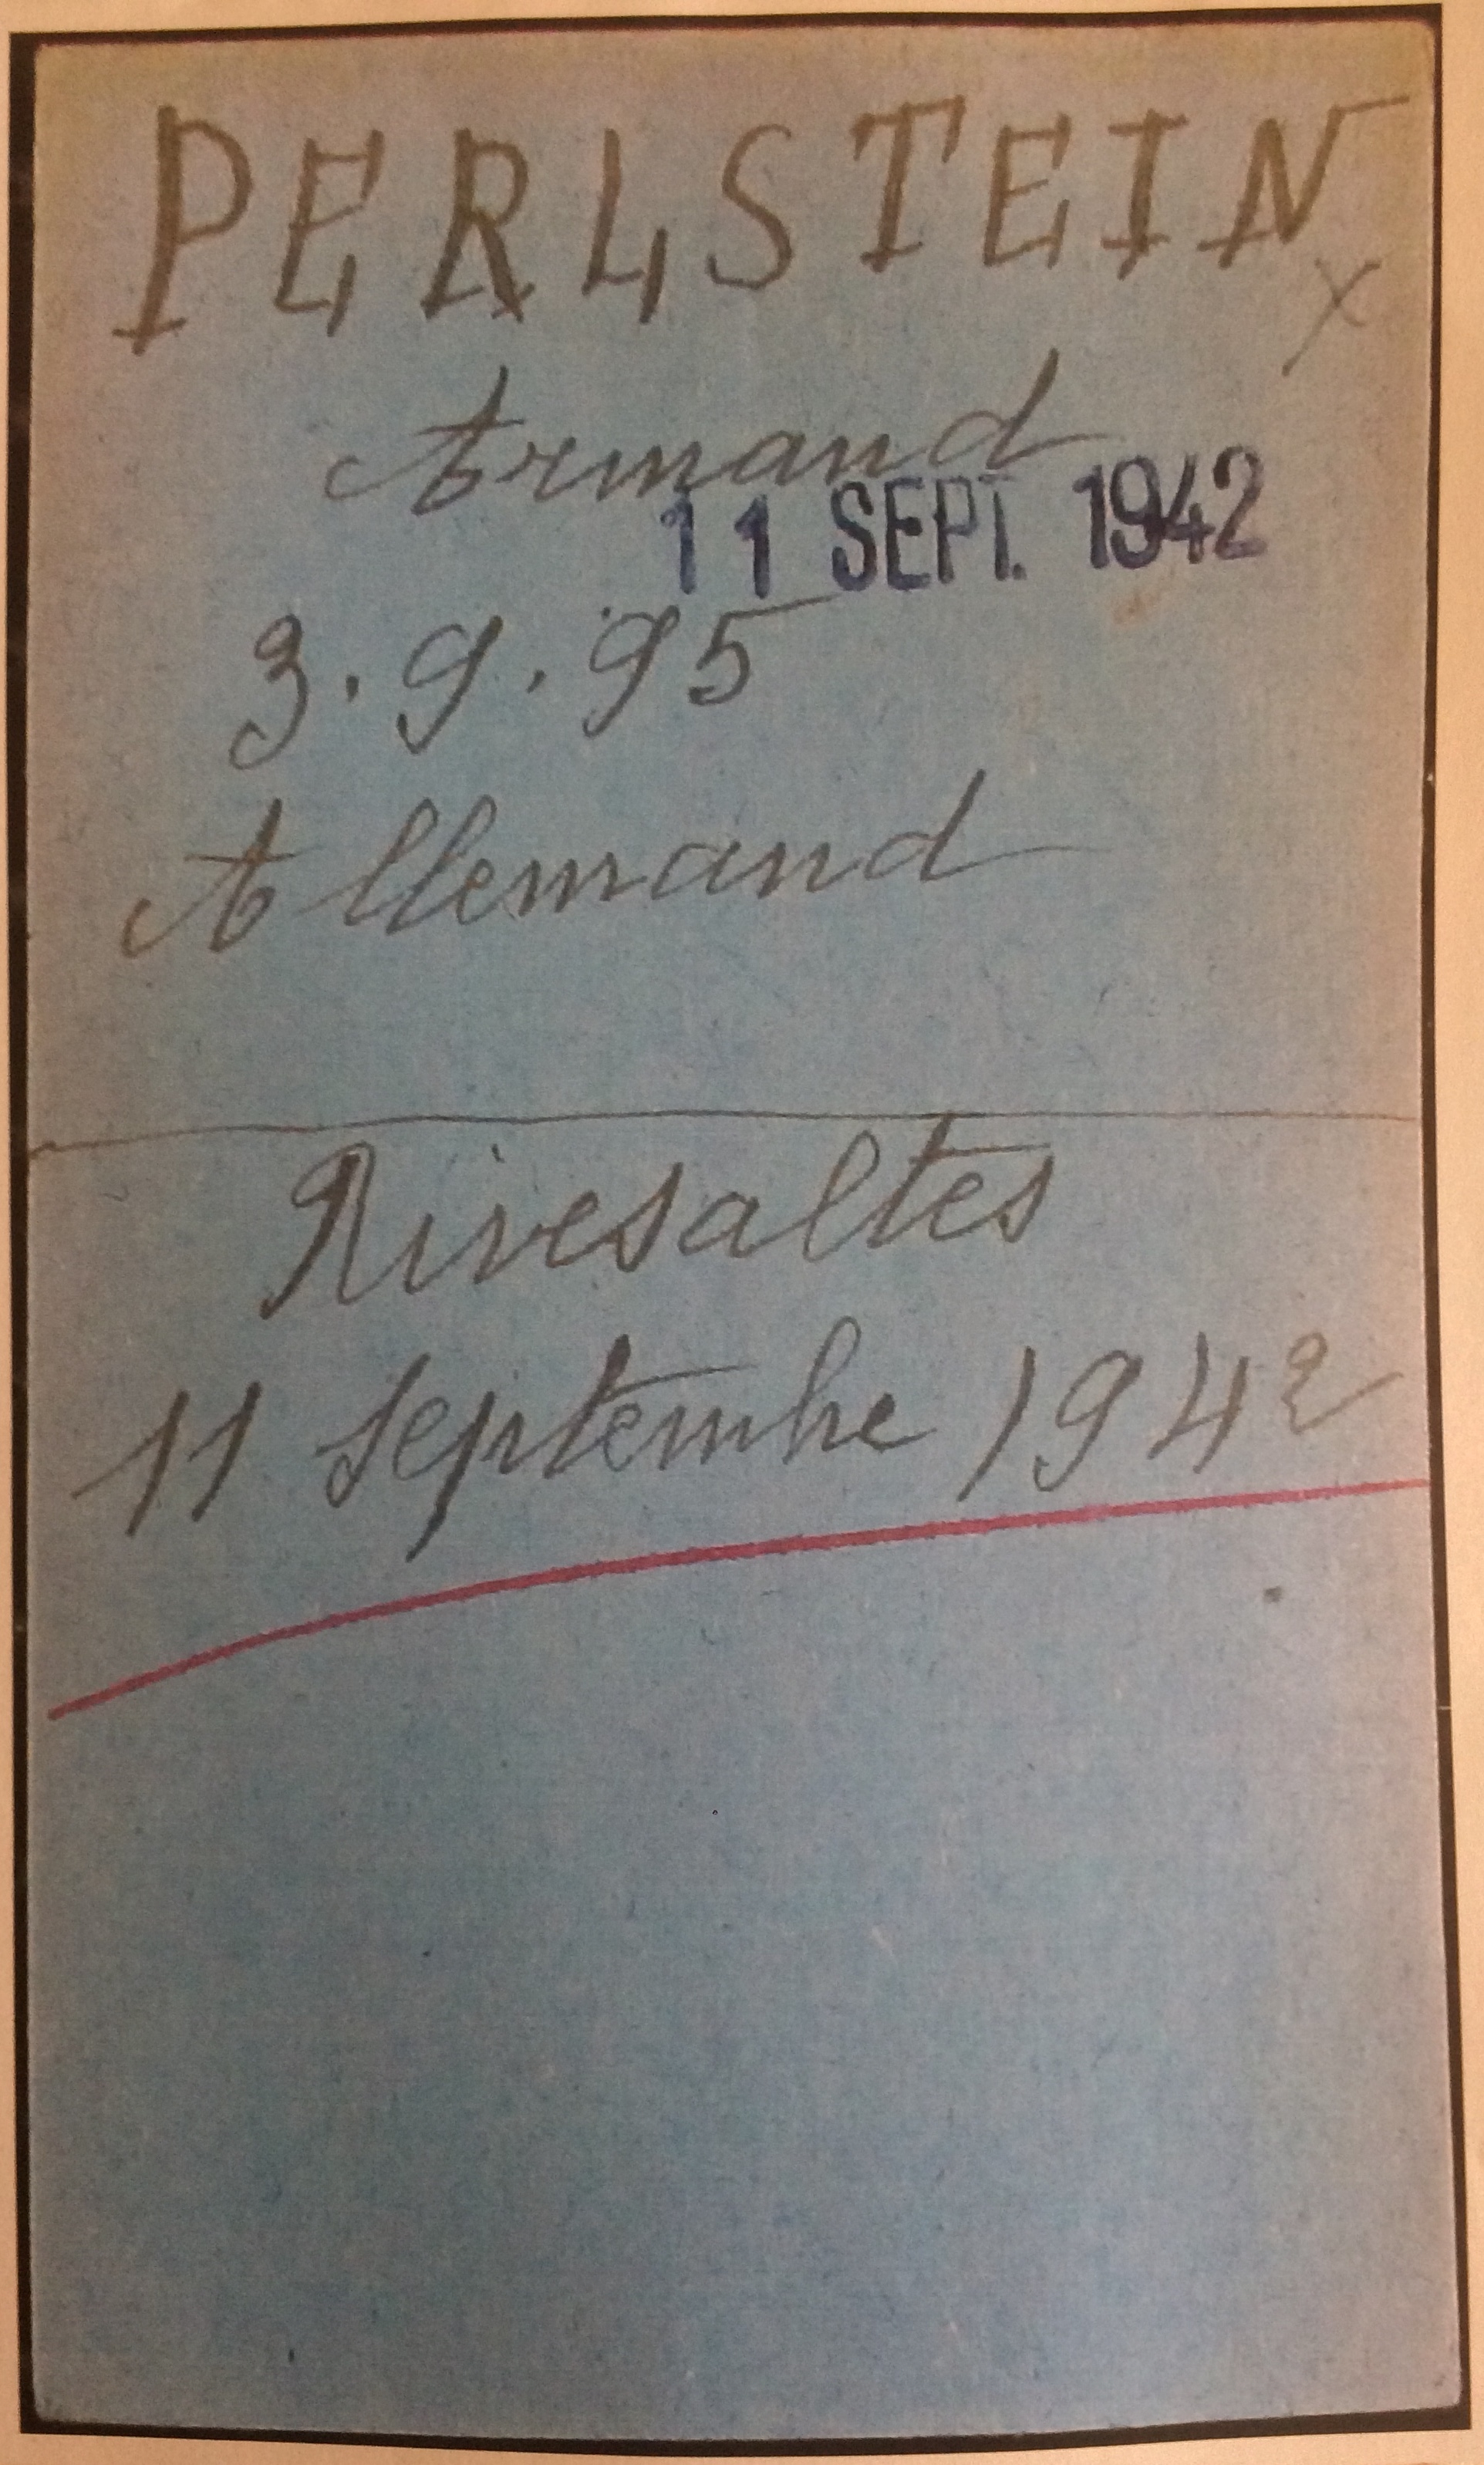 PERLSTEIN x
Armand
11 SEPT. 1942
3.9.95
Allemand
Rivesaltes
11 Septembre 1942